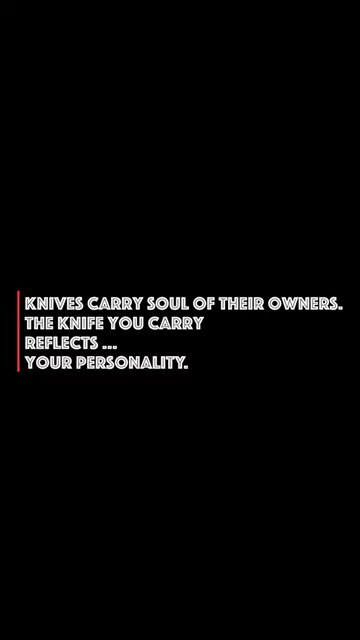 KNIVES CARRY SOUL OF THEIR OWNERS.
THE KNIFE YOU CARRY
REFLECTS ...
YOUR PERSONALITY.